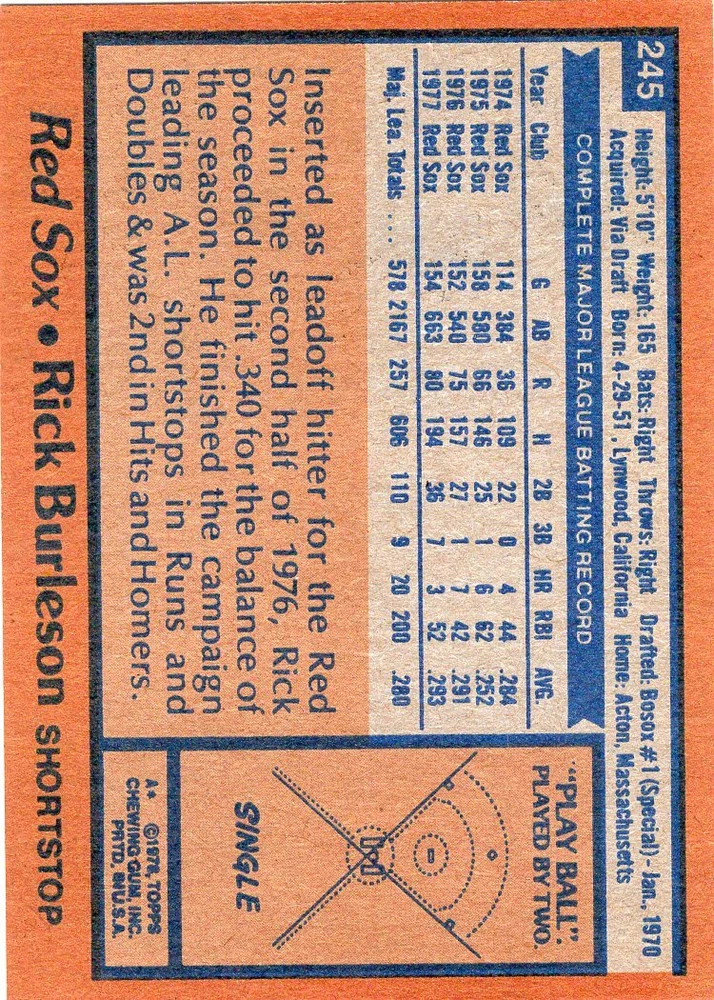 245
Height: 5'10" Weight: 165 Bats: Right Throws: Right Drafted: Bosox #1 (Special) - Jan., 1970
Acquired: Via Draft Born: 4-29-51, Lynwood, California Home: Acton, Massachusetts
COMPLETE MAJOR LEAGUE BATTING RECORD
Year Club G AB R H 2B 3B HR RBI AVG.
1974 Red Sox 114 384 36 109 22 0 4 44 .284
1975 Red Sox 158 580 66 146 25 1 6 62 .252
1976 Red Sox 152 540 75 157 27 1 7 42 .291
1977 Red Sox 154 663 80 194 36 7 3 52 .293
Maj. Lea. Totals ... 578 2167 257 606 110 9 20 200 .280
Inserted as leadoff hitter for the Red
Sox in the second half of 1976, Rick
proceeded to hit .340 for the balance of
the season. He finished the campaign
leading A.L. shortstops in Runs and
Doubles & was 2nd in Hits and Homers.
"PLAY BALL".
PLAYED BY TWO.
SINGLE
A* ©1978, TOPPS
CHEWING GUM, INC.
PRTD. IN U.S.A.
Red Sox • Rick Burleson SHORTSTOP